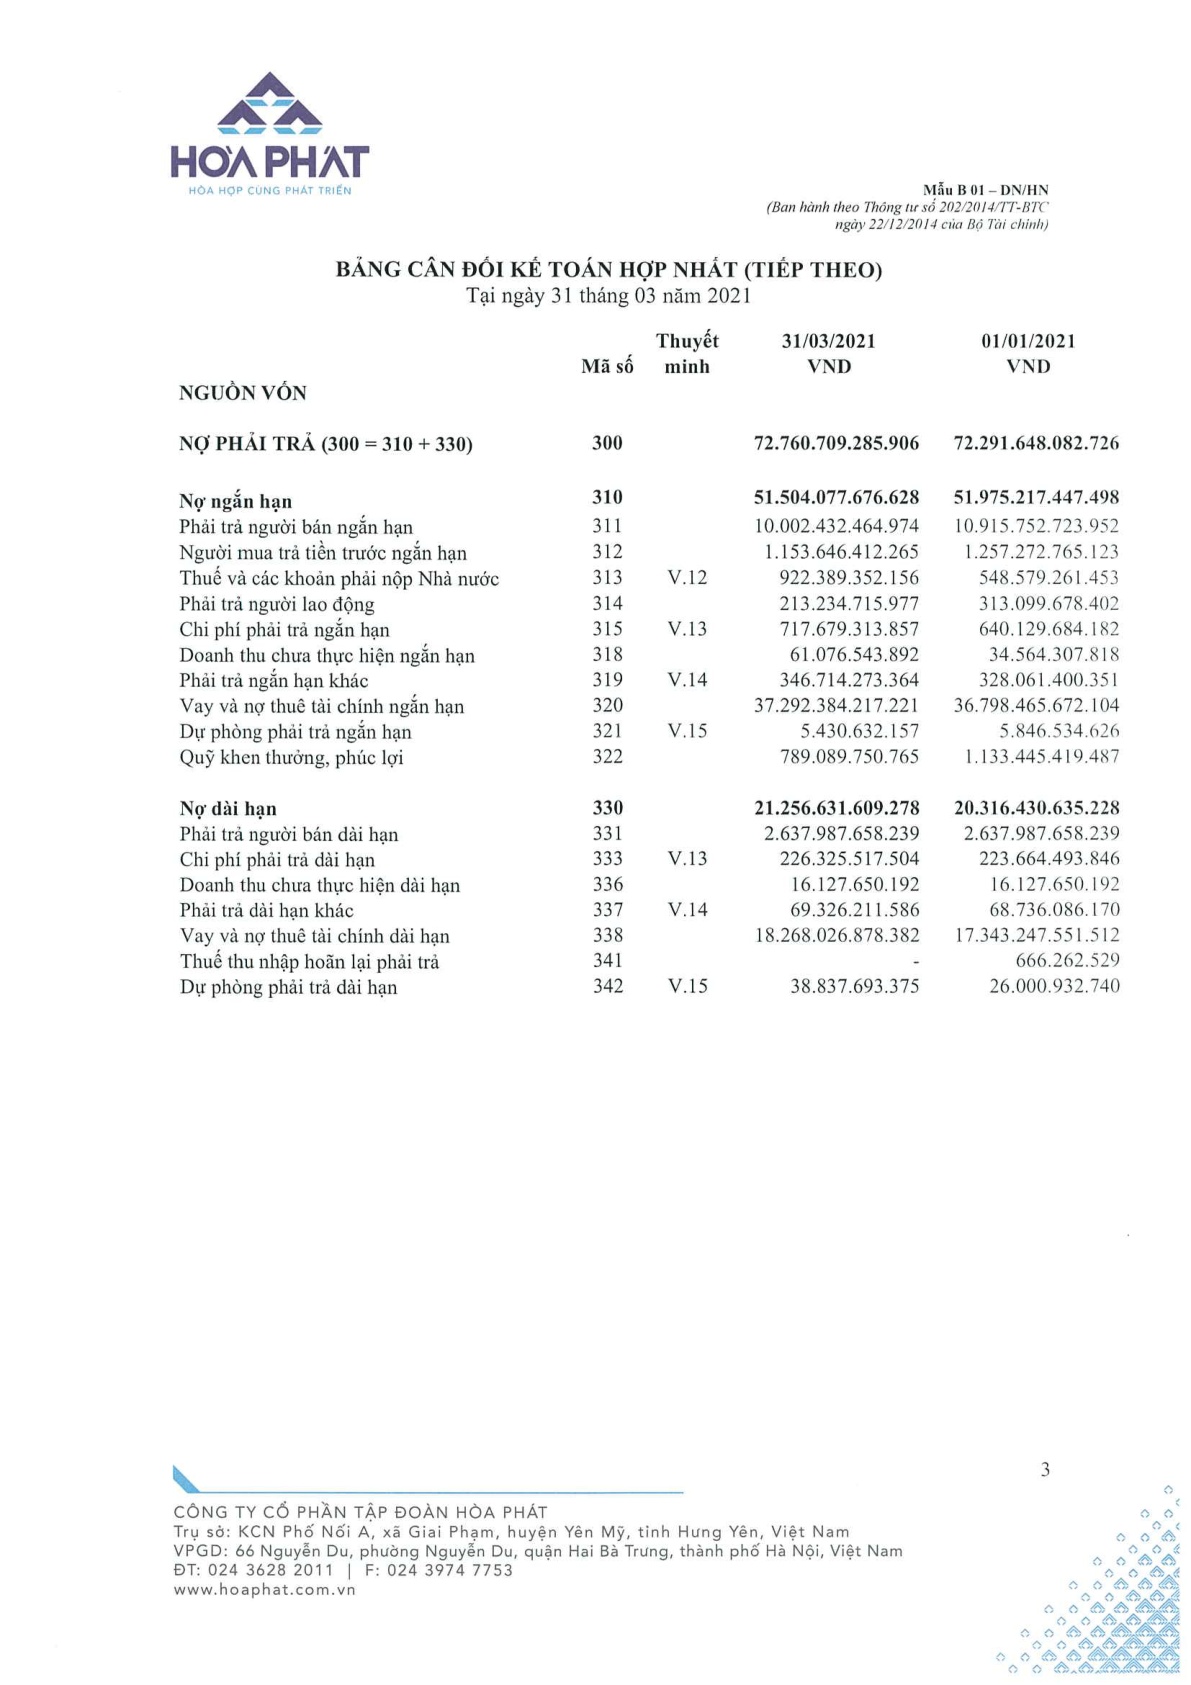 HÒA PHÁT
HÒA HỢP CÙNG PHÁT TRIỂN
Mẫu B 01 – DN/HN
(Ban hành theo Thông tư số 202/2014/TT-BTC
ngày 22/12/2014 của Bộ Tài chính)
BẢNG CÂN ĐỐI KẾ TOÁN HỢP NHẤT (TIẾP THEO)
Tại ngày 31 tháng 03 năm 2021
Thuyết 31/03/2021 01/01/2021
Mã số minh VND VND
NGUỒN VỐN
NỢ PHẢI TRẢ (300 = 310 + 330) 300 72.760.709.285.906 72.291.648.082.726
Nợ ngắn hạn 310 51.504.077.676.628 51.975.217.447.498
Phải trả người bán ngắn hạn 311 10.002.432.464.974 10.915.752.723.952
Người mua trả tiền trước ngắn hạn 312 1.153.646.412.265 1.257.272.765.123
Thuế và các khoản phải nộp Nhà nước 313 V.12 922.389.352.156 548.579.261.453
Phải trả người lao động 314 213.234.715.977 313.099.678.402
Chi phí phải trả ngắn hạn 315 V.13 717.679.313.857 640.129.684.182
Doanh thu chưa thực hiện ngắn hạn 318 61.076.543.892 34.564.307.818
Phải trả ngắn hạn khác 319 V.14 346.714.273.364 328.061.400.351
Vay và nợ thuê tài chính ngắn hạn 320 37.292.384.217.221 36.798.465.672.104
Dự phòng phải trả ngắn hạn 321 V.15 5.430.632.157 5.846.534.626
Quỹ khen thưởng, phúc lợi 322 789.089.750.765 1.133.445.419.487
Nợ dài hạn 330 21.256.631.609.278 20.316.430.635.228
Phải trả người bán dài hạn 331 2.637.987.658.239 2.637.987.658.239
Chi phí phải trả dài hạn 333 V.13 226.325.517.504 223.664.493.846
Doanh thu chưa thực hiện dài hạn 336 16.127.650.192 16.127.650.192
Phải trả dài hạn khác 337 V.14 69.326.211.586 68.736.086.170
Vay và nợ thuê tài chính dài hạn 338 18.268.026.878.382 17.343.247.551.512
Thuế thu nhập hoãn lại phải trả 341 - 666.262.529
Dự phòng phải trả dài hạn 342 V.15 38.837.693.375 26.000.932.740
3
CÔNG TY CỔ PHẦN TẬP ĐOÀN HÒA PHÁT
Trụ sở: KCN Phố Nối A, xã Giai Phạm, huyện Yên Mỹ, tỉnh Hưng Yên, Việt Nam
VPGD: 66 Nguyễn Du, phường Nguyễn Du, quận Hai Bà Trưng, thành phố Hà Nội, Việt Nam
ĐT: 024 3628 2011 | F: 024 3974 7753
www.hoaphat.com.vn